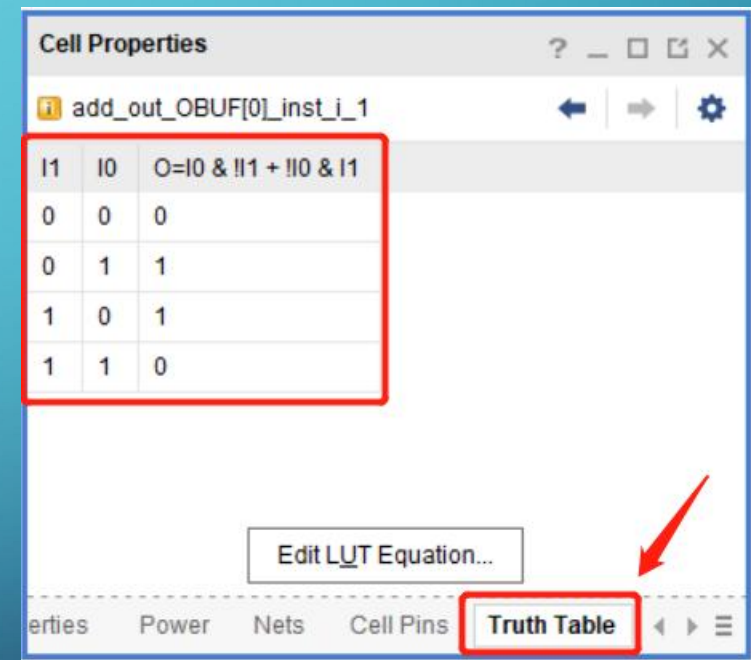 Cell Properties
add_out_OBUF[0]_inst_i_1
I1 I0 O=I0 & !I1 + !I0 & I1
0 0 0
0 1 1
1 0 1
1 1 0
Edit LUT Equation...
erties Power Nets Cell Pins Truth Table